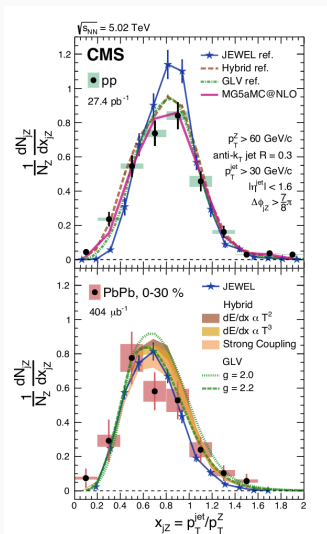 √s_NN = 5.02 TeV
CMS
pp
27.4 pb⁻¹
JEWEL ref.
Hybrid ref.
GLV ref.
MG5aMC@NLO
p_T^Z > 60 GeV/c
anti-k_T jet R = 0.3
p_T^jet > 30 GeV/c
|η^jet| < 1.6
Δφ_jZ > 7/8 π
1/N_Z dN_jZ/dx_jZ
1.4
1.2
1
0.8
0.6
0.4
0.2
0
PbPb, 0-30 %
404 μb⁻¹
JEWEL
Hybrid
dE/dx α T²
dE/dx α T³
Strong Coupling
GLV
g = 2.0
g = 2.2
1/N_Z dN_jZ/dx_jZ
1.2
1
0.8
0.6
0.4
0.2
0
0 0.2 0.4 0.6 0.8 1 1.2 1.4 1.6 1.8 2
x_jZ = p_T^jet/p_T^Z